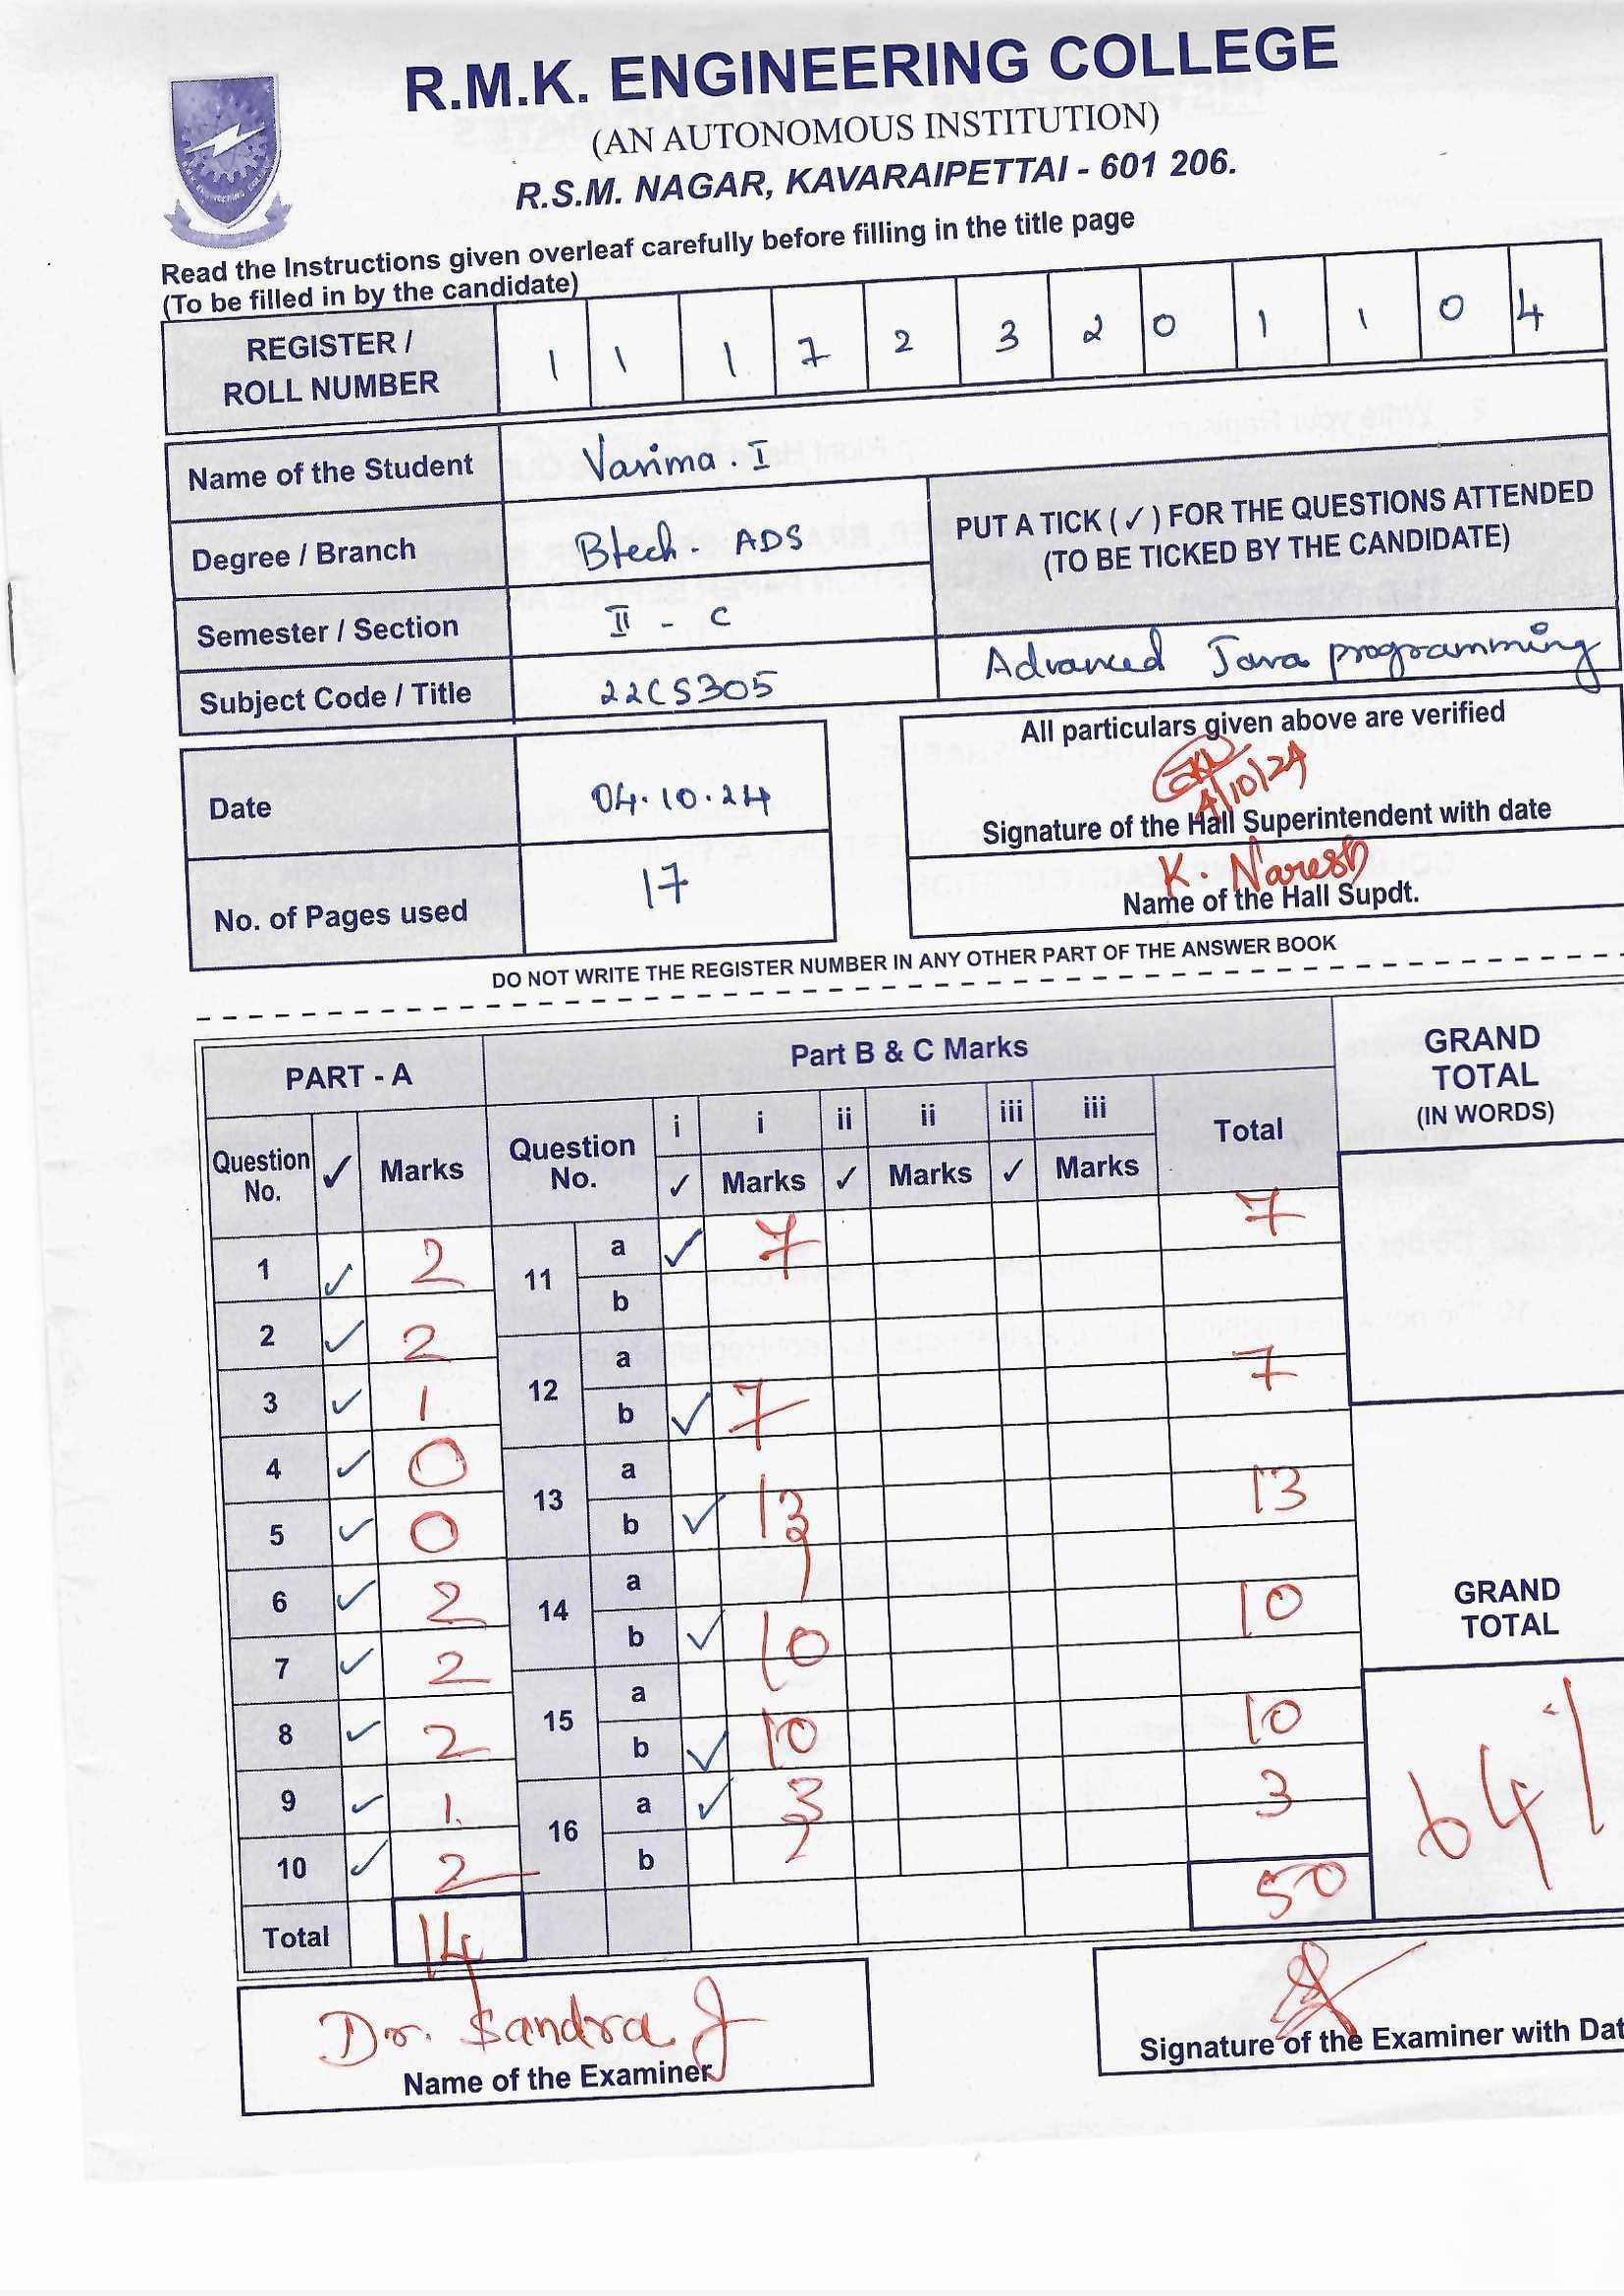 R.M.K. ENGINEERING COLLEGE
(AN AUTONOMOUS INSTITUTION)
R.S.M. NAGAR, KAVARAIPETTAI - 601 206.
Read the Instructions given overleaf carefully before filling in the title page
(To be filled in by the candidate)
REGISTER / ROLL NUMBER 1 1 1 7 2 3 2 0 1 1 0 4
Name of the Student Varima . I
Degree / Branch Btech - ADS
PUT A TICK ( ✓ ) FOR THE QUESTIONS ATTENDED
(TO BE TICKED BY THE CANDIDATE)
Semester / Section II - C
Subject Code / Title 22CS305 Advanced Java programming
Date 04.10.24
No. of Pages used 17
All particulars given above are verified
4/10/24
Signature of the Hall Superintendent with date
K. Naresh
Name of the Hall Supdt.
DO NOT WRITE THE REGISTER NUMBER IN ANY OTHER PART OF THE ANSWER BOOK
PART - A Part B & C Marks GRAND TOTAL (IN WORDS)
Question No. ✓ Marks Question No. i ✓ i Marks ii ✓ ii Marks iii ✓ iii Marks Total
1 ✓ 2
2 ✓ 2
3 ✓ 1
4 ✓ 0
5 ✓ 0
6 ✓ 2
7 ✓ 2
8 ✓ 2
9 ✓ 1.
10 ✓ 2
Total 14
11 a ✓ 7 7
b
12 a
b ✓ 7 7
13 a
b ✓ 13 13
14 a
b ✓ 10 10
15 a
b ✓ 10 10
16 a ✓ 3 3
b
50
GRAND TOTAL
64
Dr. Sandra J
Name of the Examiner
Signature of the Examiner with Dat